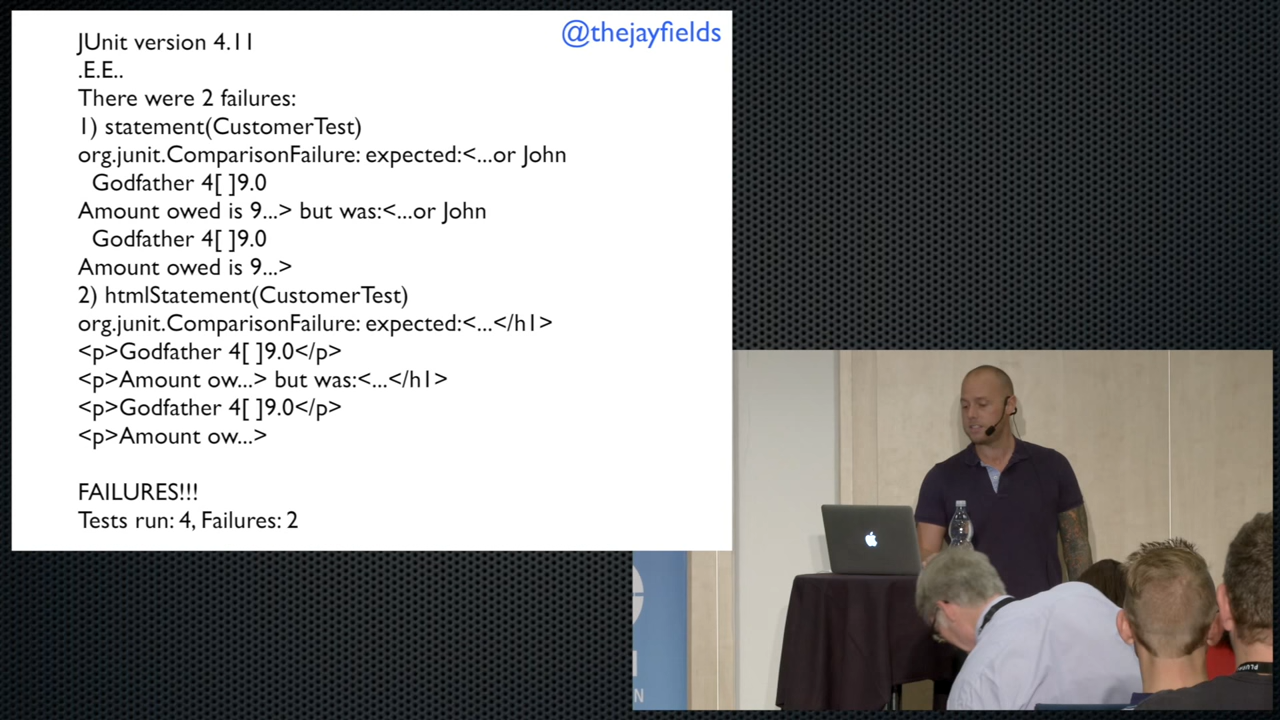 @thejayfields
JUnit version 4.11
.E.E..
There were 2 failures:
1) statement(CustomerTest)
org.junit.ComparisonFailure: expected:<...or John
Godfather 4[ ]9.0
Amount owed is 9...> but was:<...or John
Godfather 4[ ]9.0
Amount owed is 9...>
2) htmlStatement(CustomerTest)
org.junit.ComparisonFailure: expected:<...</h1>
<p>Godfather 4[ ]9.0</p>
<p>Amount ow...> but was:<...</h1>
<p>Godfather 4[ ]9.0</p>
<p>Amount ow...>
FAILURES!!!
Tests run: 4, Failures: 2